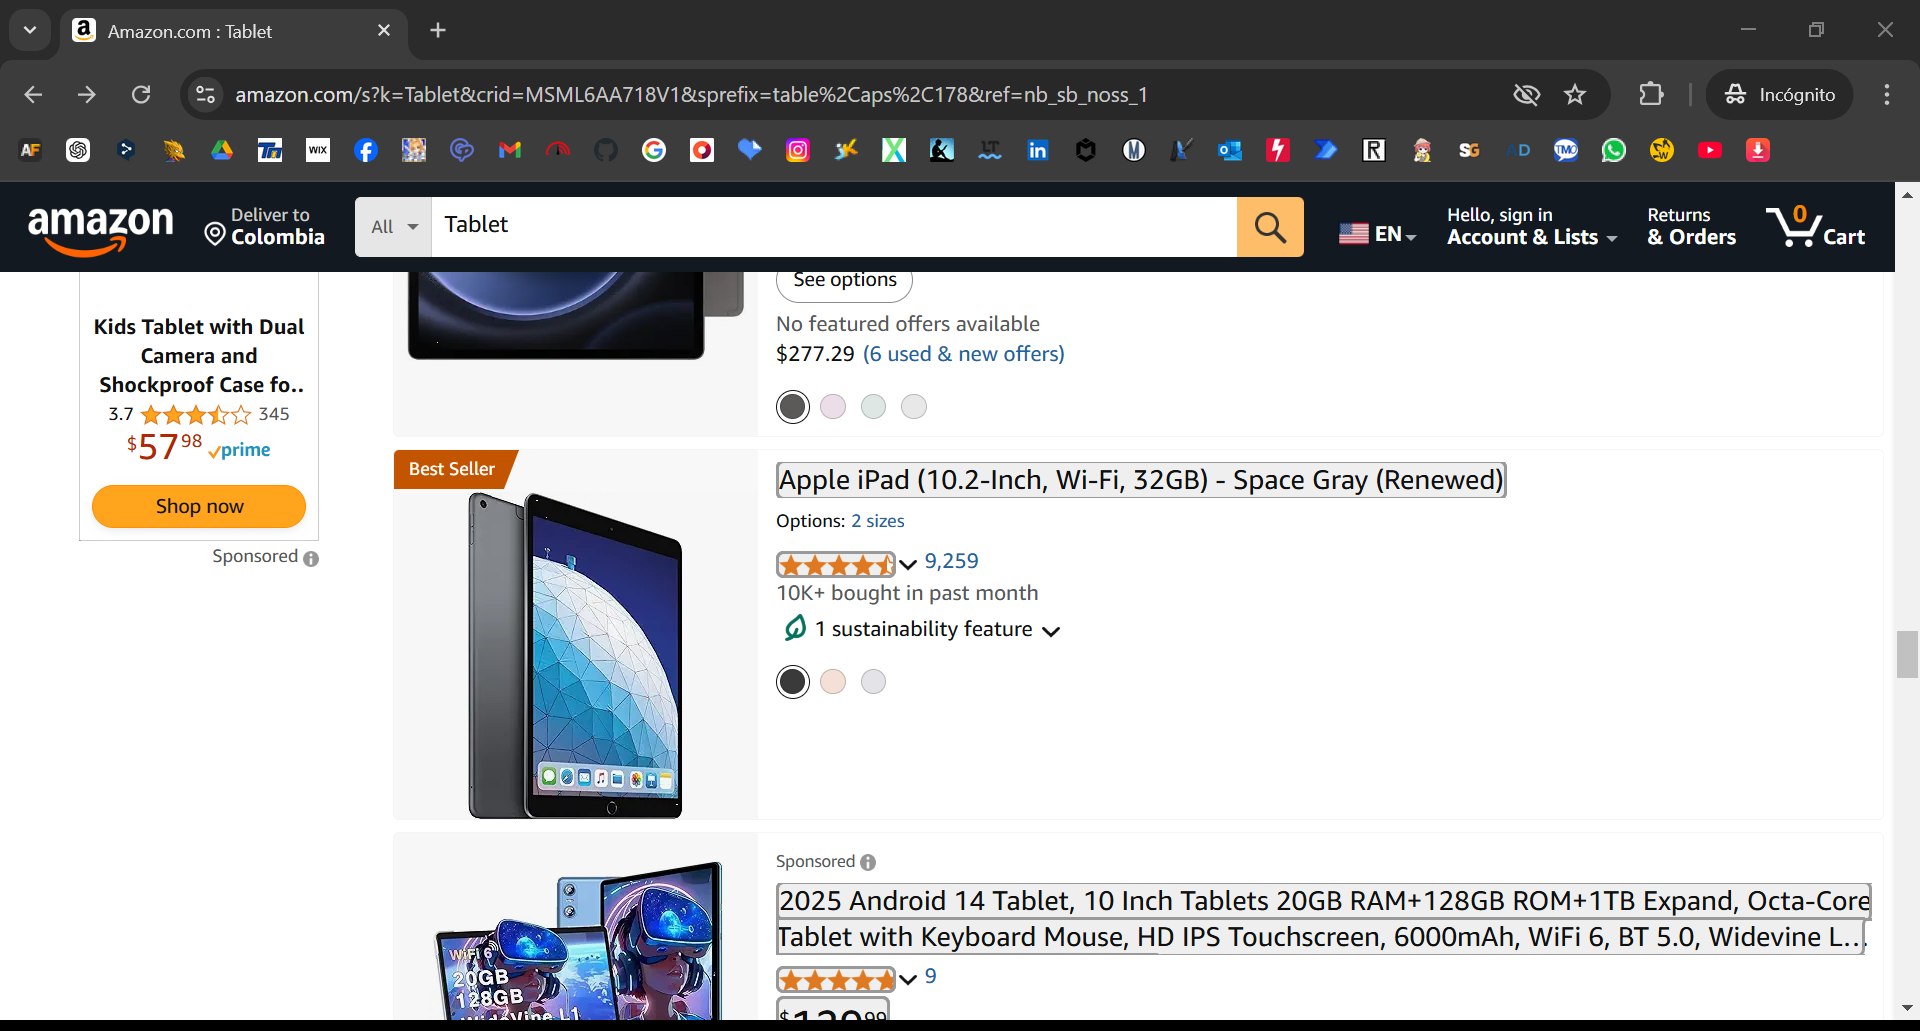 Amazon.com : Tablet
amazon.com/s?k=Tablet&crid=MSML6AA718V1&sprefix=table%2Caps%2C178&ref=nb_sb_noss_1
Incógnito
AF
WIX
SG
TMO
amazon
Deliver to
Colombia
All
Tablet
EN
Hello, sign in
Account & Lists
Returns
& Orders
0
Cart
Kids Tablet with Dual
Camera and
Shockproof Case fo..
3.7 345
$57 98 prime
Shop now
Sponsored
See options
No featured offers available
$277.29 (6 used & new offers)
Best Seller
Apple iPad (10.2-Inch, Wi-Fi, 32GB) - Space Gray (Renewed)
Options: 2 sizes
9,259
10K+ bought in past month
1 sustainability feature
Sponsored
2025 Android 14 Tablet, 10 Inch Tablets 20GB RAM+128GB ROM+1TB Expand, Octa-Core
Tablet with Keyboard Mouse, HD IPS Touchscreen, 6000mAh, WiFi 6, BT 5.0, Widevine L...
9
WiFi 6
20GB
128GB
WideVine L1